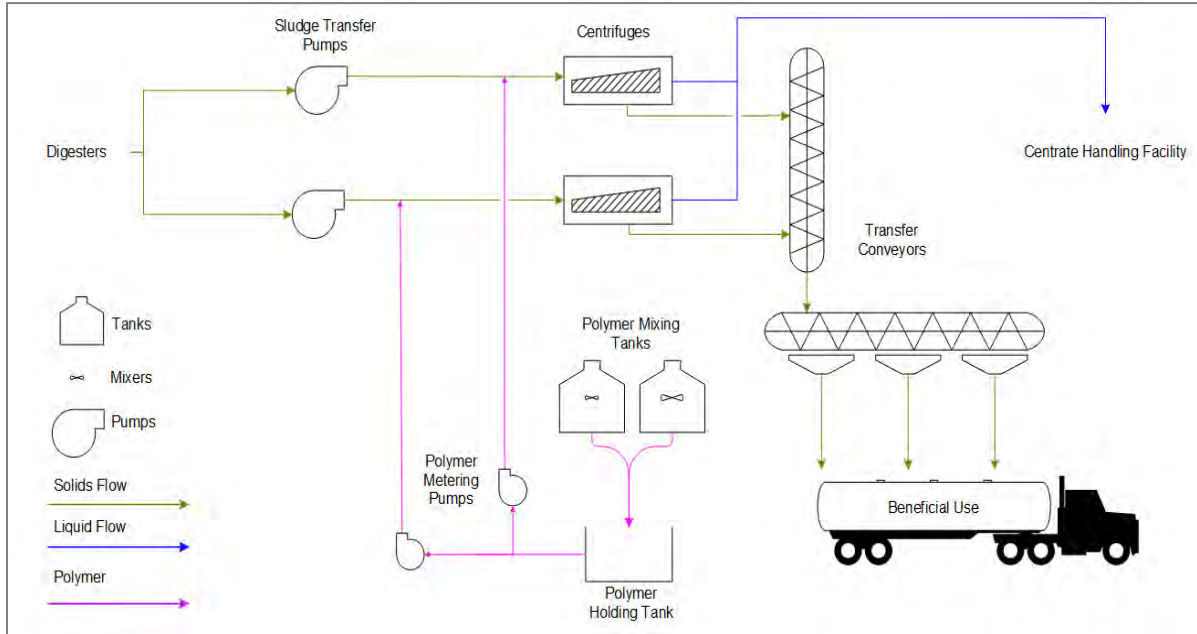 Sludge Transfer
Pumps
Centrifuges
Digesters
Centrate Handling Facility
Transfer
Conveyors
Tanks
Polymer Mixing
Tanks
Mixers
Pumps
Polymer
Metering
Pumps
Solids Flow
Beneficial Use
Liquid Flow
Polymer
Polymer
Holding Tank